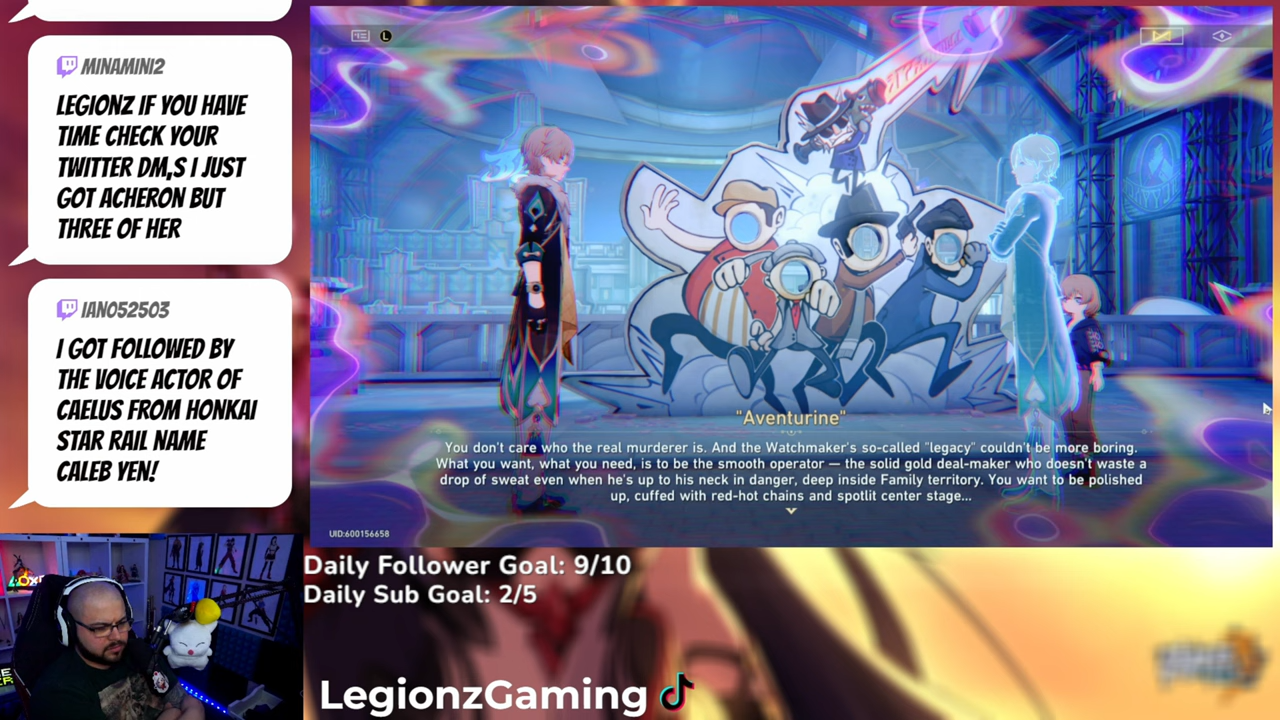 MINAMINI2
LEGIONZ IF YOU HAVE
TIME CHECK YOUR
TWITTER DM,S I JUST
GOT ACHERON BUT
THREE OF HER
IANO52503
I GOT FOLLOWED BY
THE VOICE ACTOR OF
CAELUS FROM HONKAI
STAR RAIL NAME
CALEB YEN!
L
"Aventurine"
You don't care who the real murderer is. And the Watchmaker's so-called "legacy" couldn't be more boring.
What you want, what you need, is to be the smooth operator — the solid gold deal-maker who doesn't waste a
drop of sweat even when he's up to his neck in danger, deep inside Family territory. You want to be polished
up, cuffed with red-hot chains and spotlit center stage...
UID:600156658
Daily Follower Goal: 9/10
Daily Sub Goal: 2/5
LegionzGaming